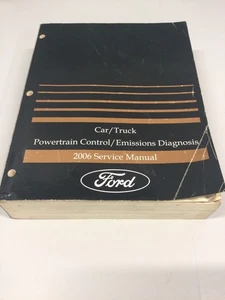 Car/Truck
Powertrain Control/Emissions Diagnosis
2006 Service Manual
Ford